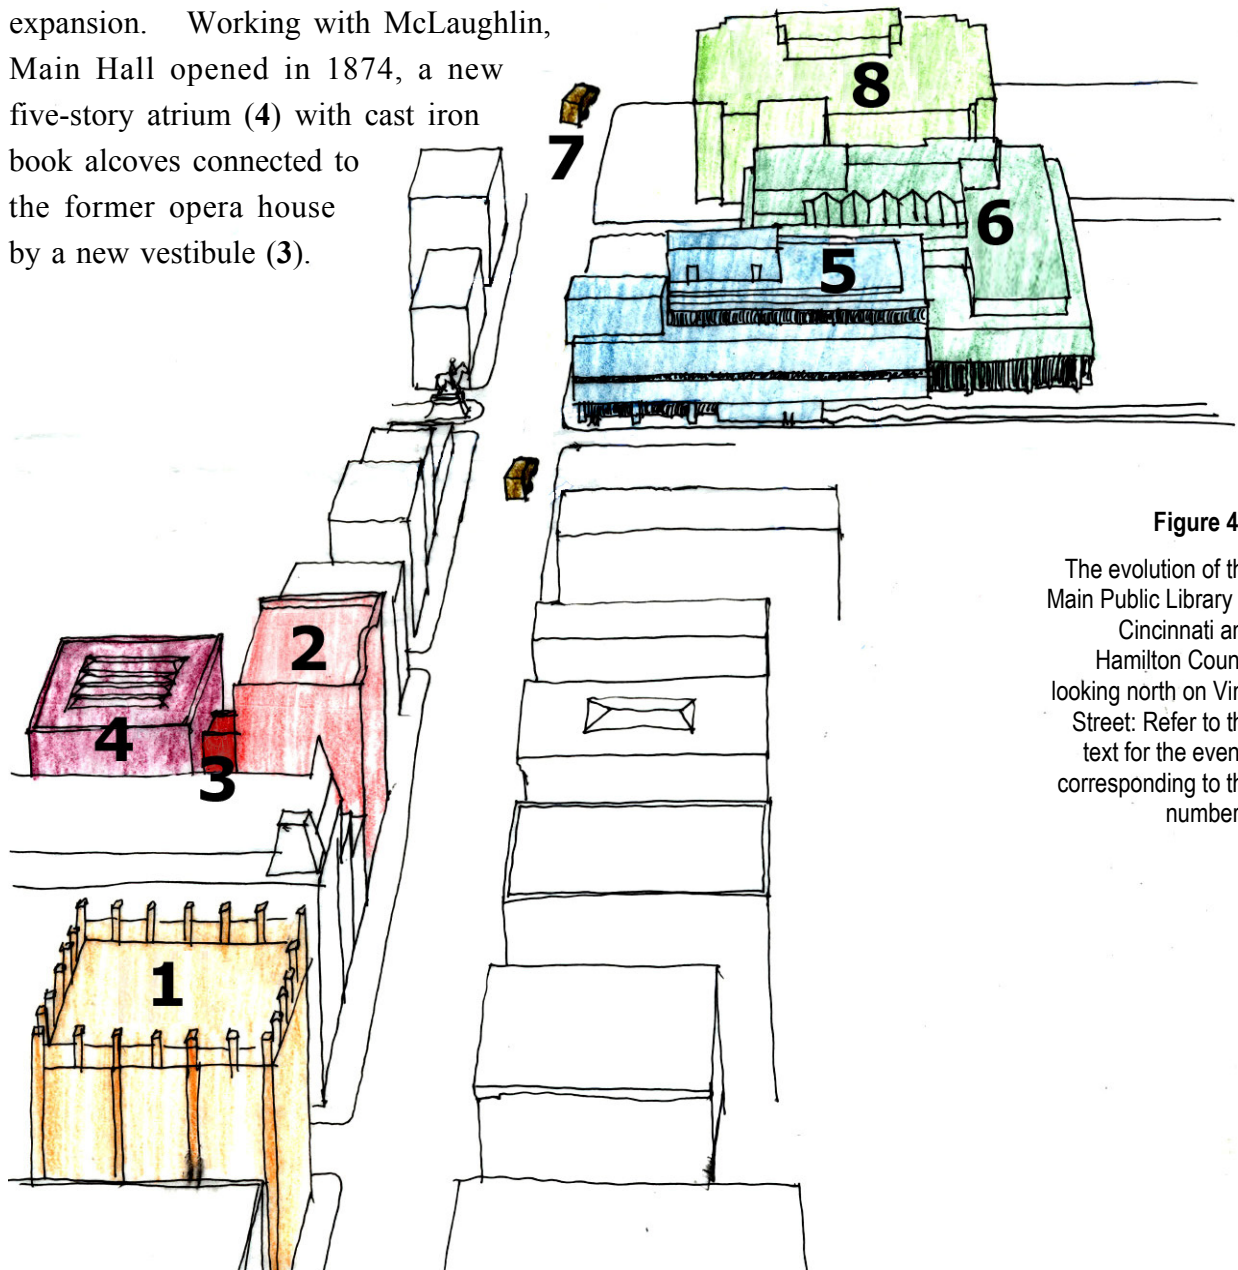 expansion. Working with McLaughlin,
Main Hall opened in 1874, a new
five-story atrium (4) with cast iron
book alcoves connected to
the former opera house
by a new vestibule (3).
8
7
6
5
2
4
3
1
Figure 4
The evolution of th
Main Public Library
Cincinnati an
Hamilton Coun
looking north on Vin
Street: Refer to th
text for the even
corresponding to th
number